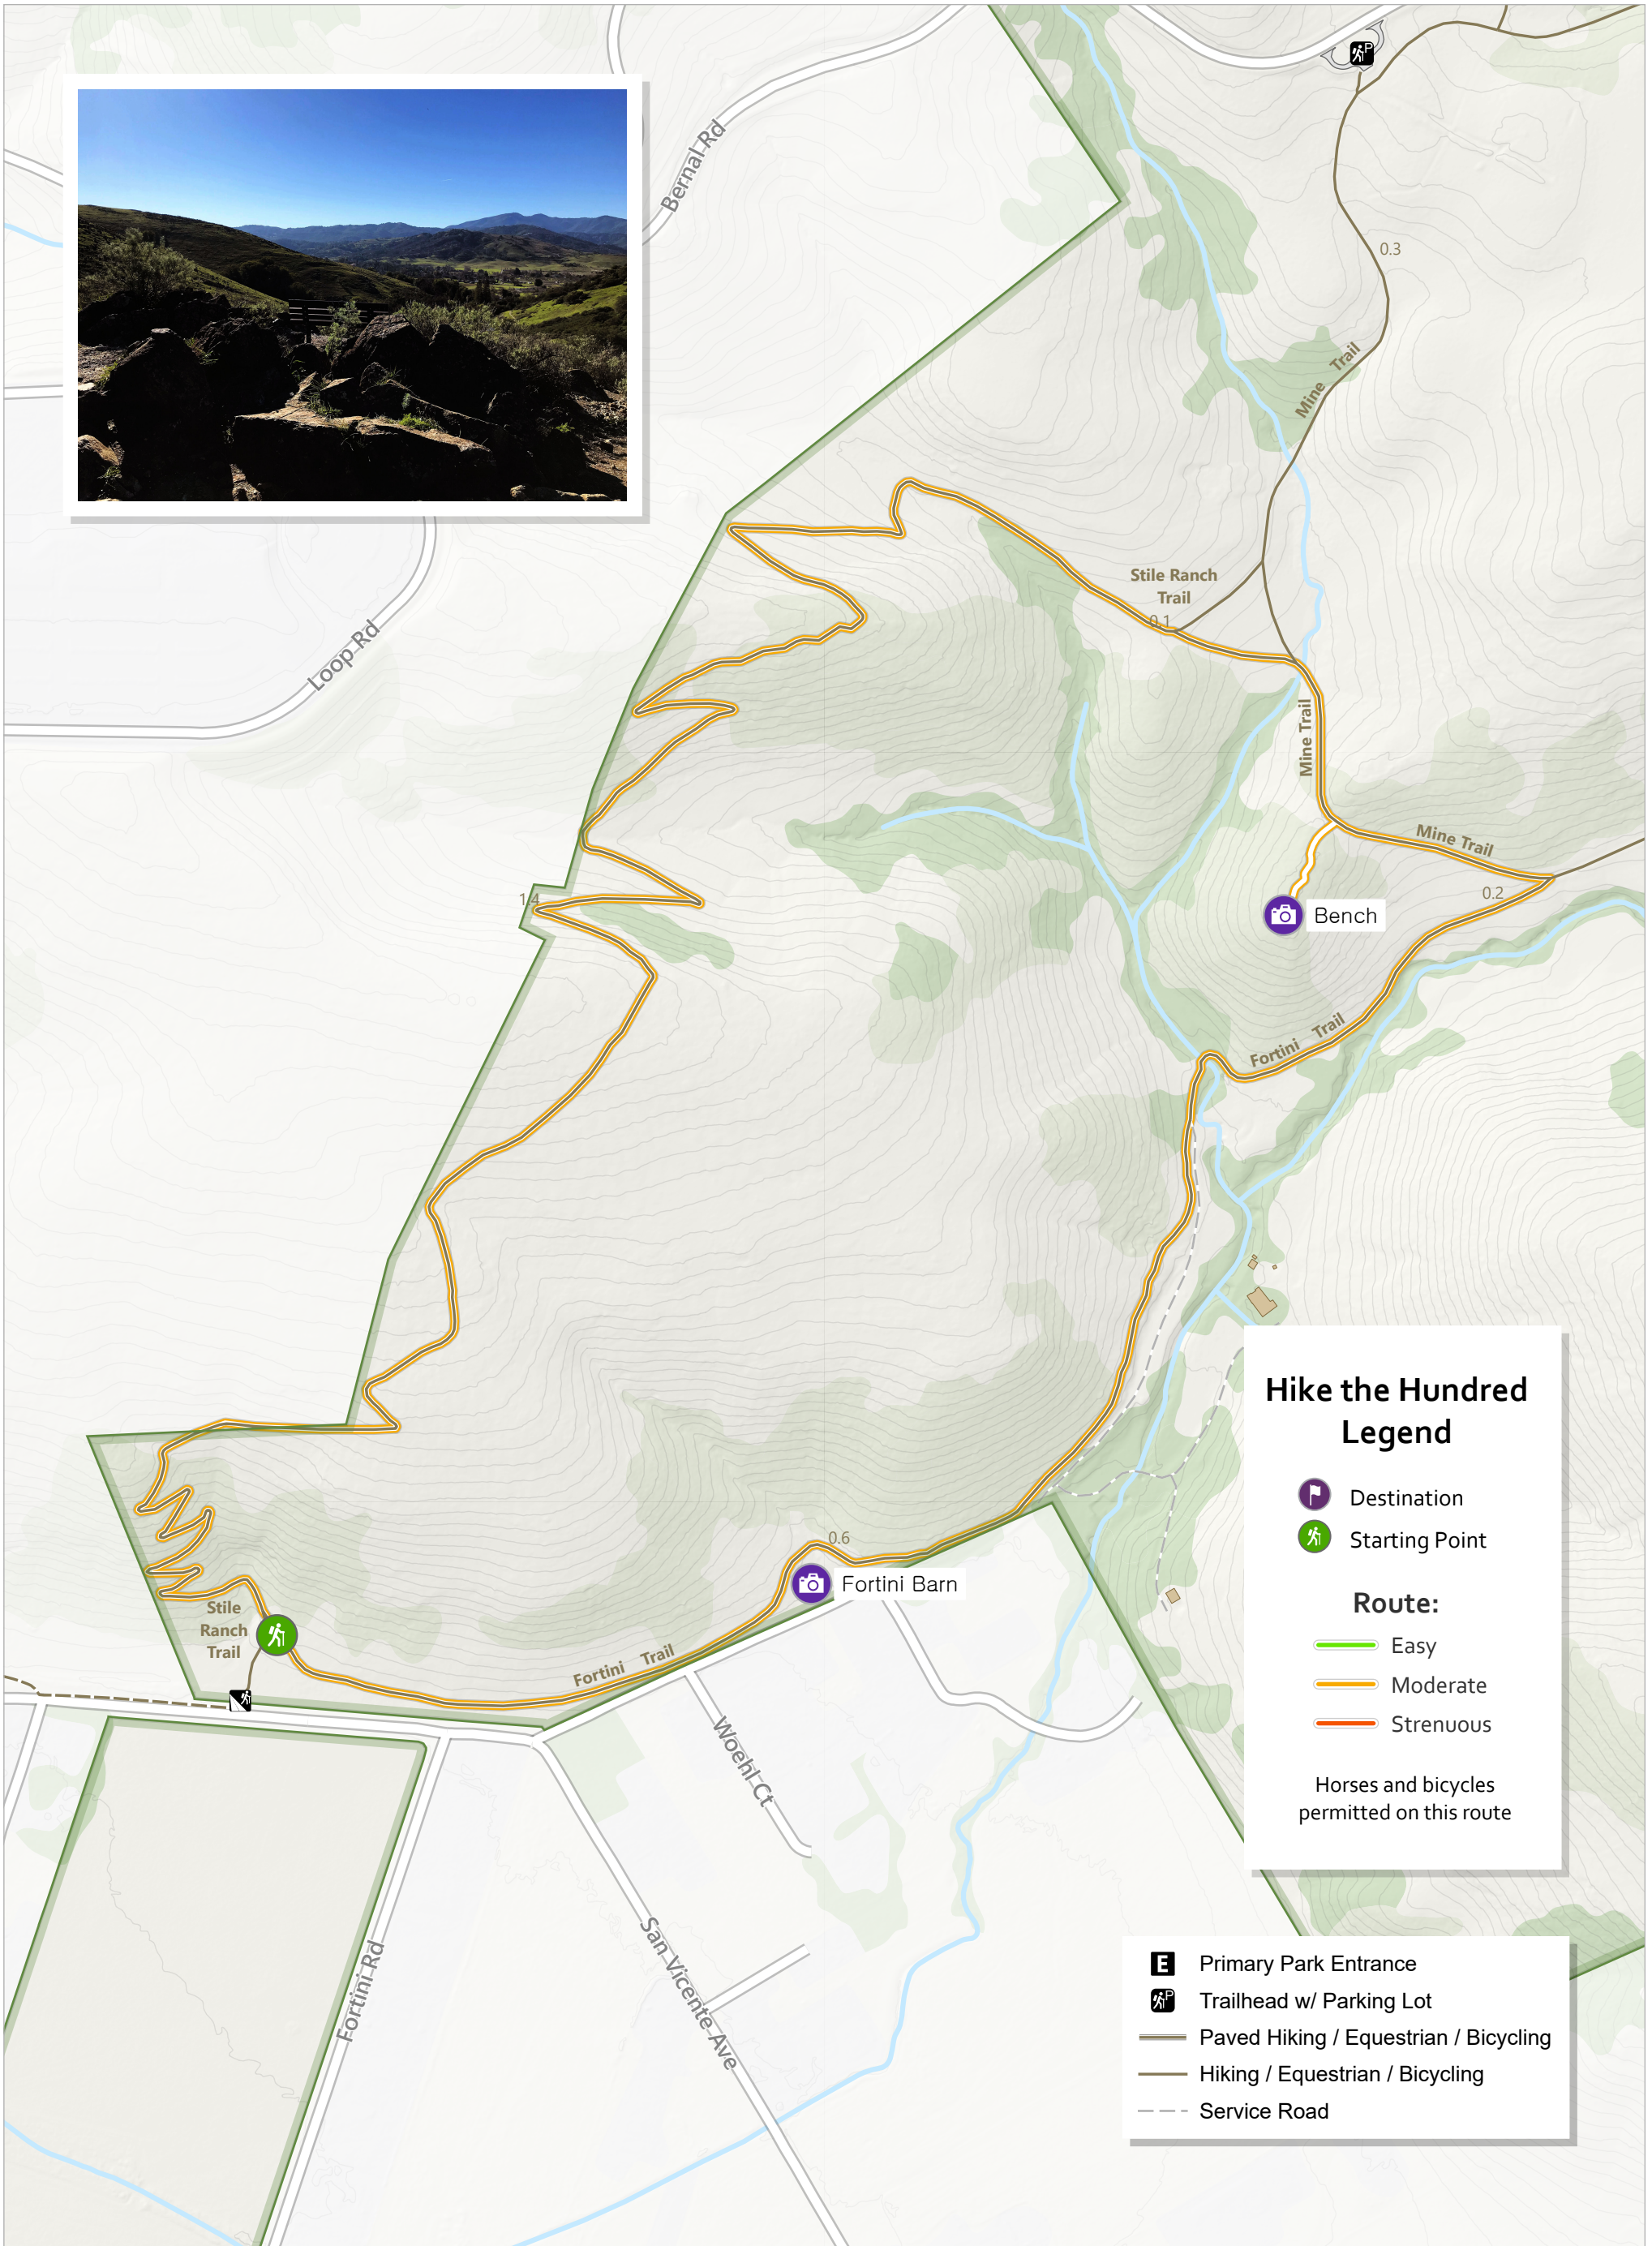 Bernal Rd
0.3
Mine Trail
Stile Ranch
Trail
0.1
Loop Rd
Mine Trail
Mine Trail
0.2
1.4
Bench
Fortini Trail
0.6
Fortini Barn
Stile
Ranch
Trail
Fortini Trail
Woehl Ct
San Vicente Ave
Fortini Rd
Hike the Hundred
Legend
Destination
Starting Point
Route:
Easy
Moderate
Strenuous
Horses and bicycles
permitted on this route
E Primary Park Entrance
P Trailhead w/ Parking Lot
Paved Hiking / Equestrian / Bicycling
Hiking / Equestrian / Bicycling
Service Road